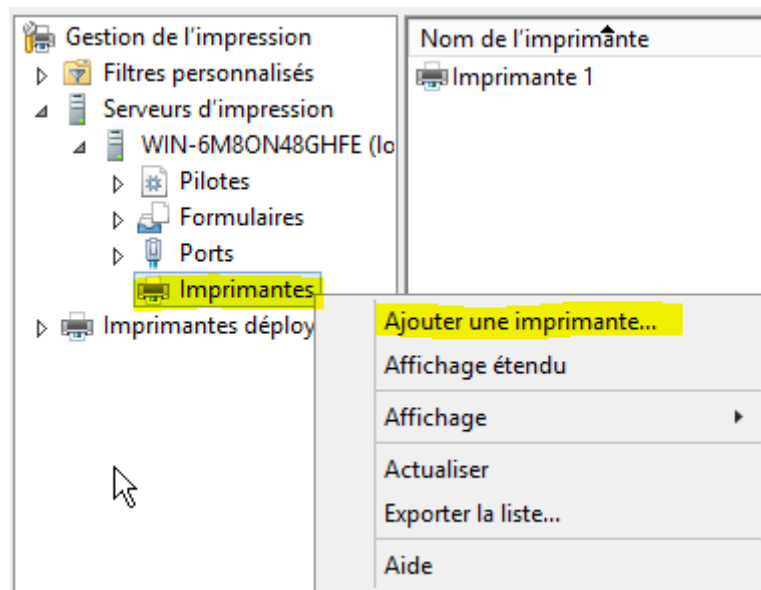 Gestion de l'impression
Filtres personnalisés
Serveurs d'impression
WIN-6M8ON48GHFE (lo
Pilotes
Formulaires
Ports
Imprimantes
Imprimantes déploy
Nom de l'imprimante
Imprimante 1
Ajouter une imprimante...
Affichage étendu
Affichage
Actualiser
Exporter la liste...
Aide